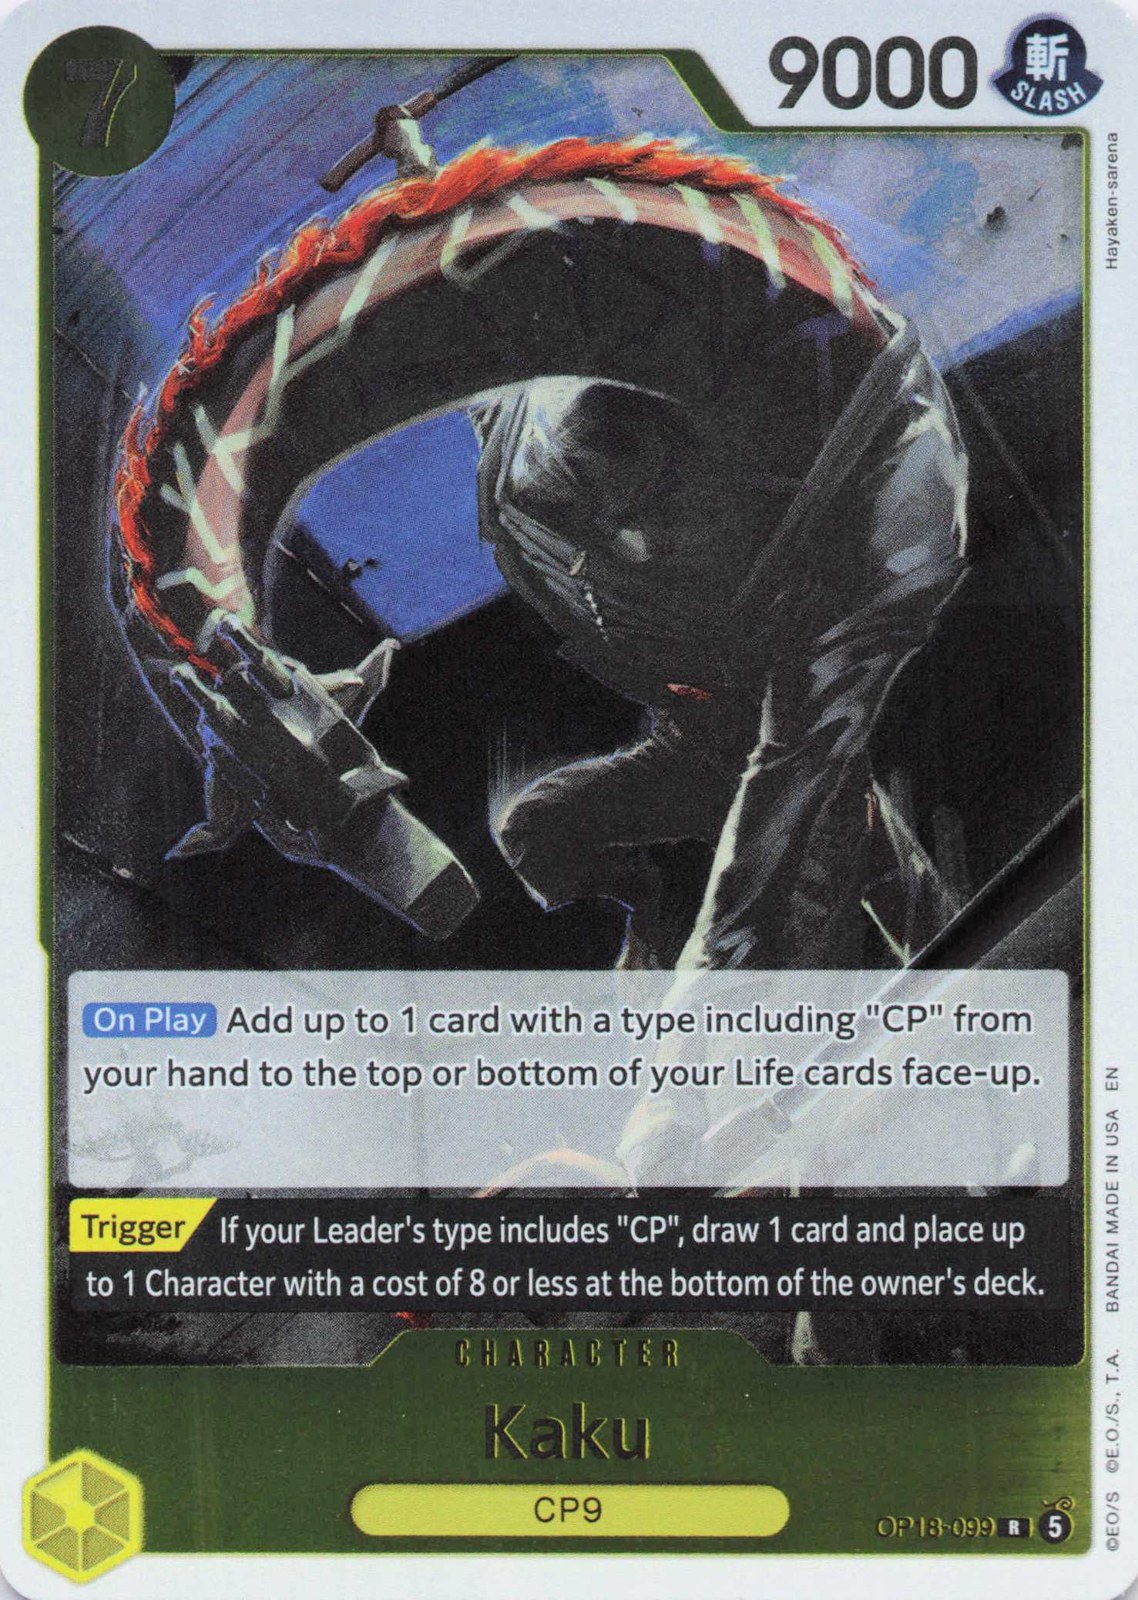 7
9000
斬
SLASH
Hayaken-sarena
On Play Add up to 1 card with a type including "CP" from
your hand to the top or bottom of your Life cards face-up.
Trigger If your Leader's type includes "CP", draw 1 card and place up
to 1 Character with a cost of 8 or less at the bottom of the owner's deck.
CHARACTER
Kaku
CP9
OP18-099 R 5
©EO/S ©E.O./S., T.A. BANDAI MADE IN USA EN